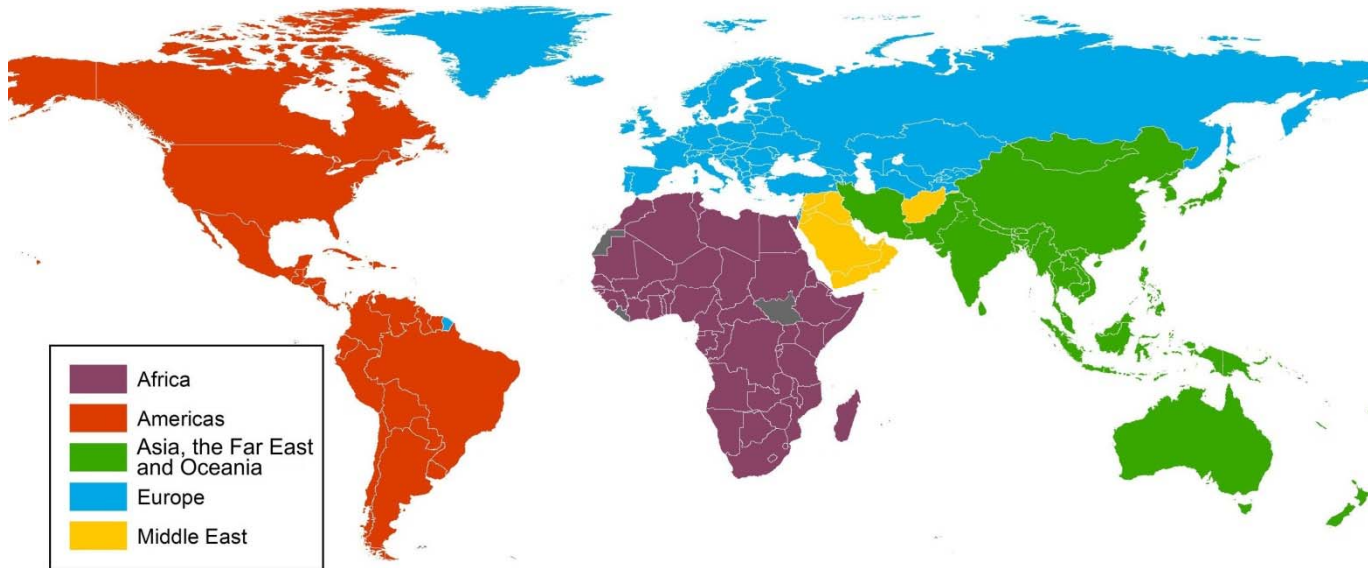 Africa
Americas
Asia, the Far East
and Oceania
Europe
Middle East